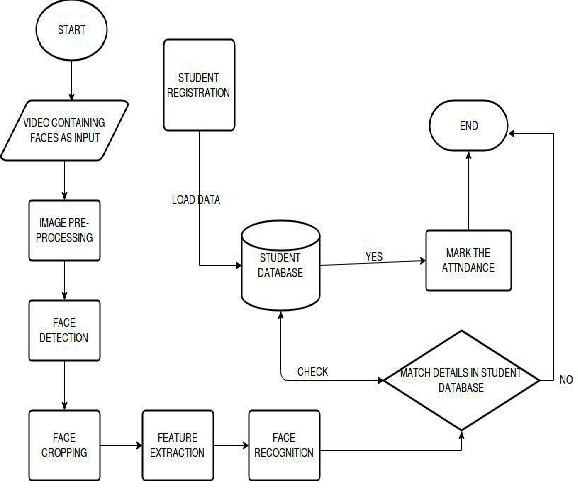 START
VIDEO CONTAINING
FACES AS INPUT
IMAGE PRE-
PROCESSING
FACE
DETECTION
FACE
CROPPING
FEATURE
EXTRACTION
FACE
RECOGNITION
STUDENT
REGISTRATION
LOAD DATA
STUDENT
DATABASE
YES
MARK THE
ATTNDANCE
END
CHECK
MATCH DETAILS IN STUDENT
DATABASE
NO